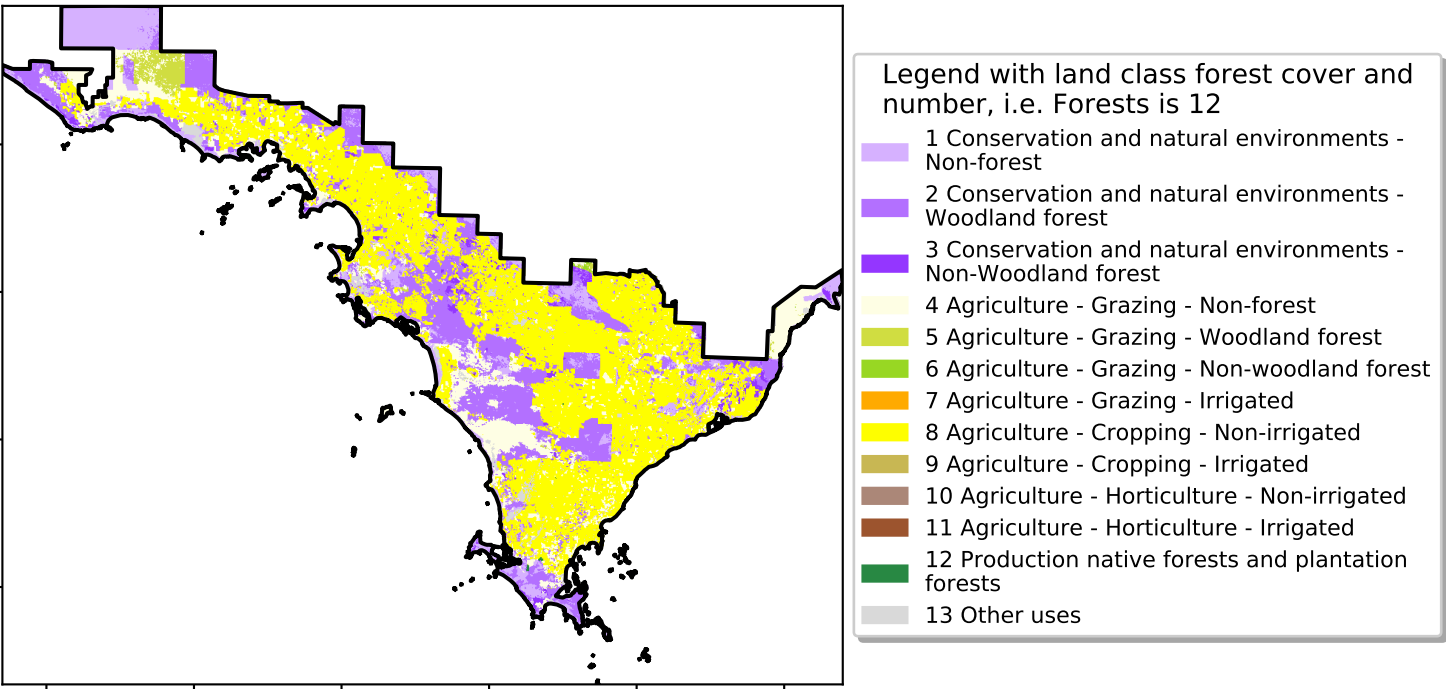 Legend with land class forest cover and
number, i.e. Forests is 12
1 Conservation and natural environments -
Non-forest
2 Conservation and natural environments -
Woodland forest
3 Conservation and natural environments -
Non-Woodland forest
4 Agriculture - Grazing - Non-forest
5 Agriculture - Grazing - Woodland forest
6 Agriculture - Grazing - Non-woodland forest
7 Agriculture - Grazing - Irrigated
8 Agriculture - Cropping - Non-irrigated
9 Agriculture - Cropping - Irrigated
10 Agriculture - Horticulture - Non-irrigated
11 Agriculture - Horticulture - Irrigated
12 Production native forests and plantation
forests
13 Other uses